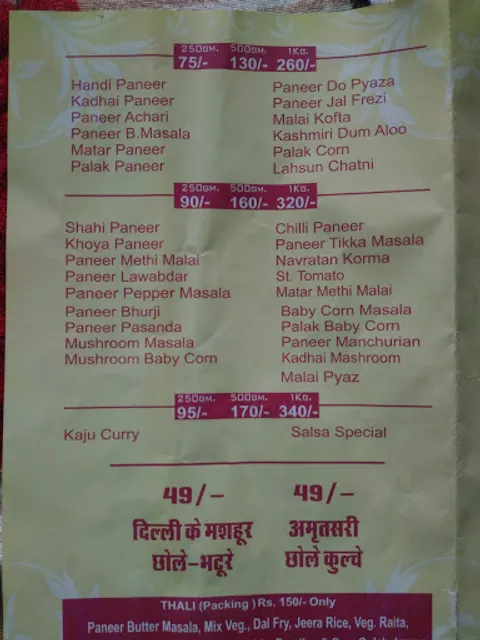 250GM. 500GM. 1KG.
75/- 130/- 260/-
Handi Paneer
Kadhai Paneer
Paneer Achari
Paneer B.Masala
Matar Paneer
Palak Paneer
Paneer Do Pyaza
Paneer Jal Frezi
Malai Kofta
Kashmiri Dum Aloo
Palak Corn
Lahsun Chatni
250GM. 500GM. 1KG.
90/- 160/- 320/-
Shahi Paneer
Khoya Paneer
Paneer Methi Malai
Paneer Lawabdar
Paneer Pepper Masala
Paneer Bhurji
Paneer Pasanda
Mushroom Masala
Mushroom Baby Corn
Chilli Paneer
Paneer Tikka Masala
Navratan Korma
St. Tomato
Matar Methi Malai
Baby Corn Masala
Palak Baby Corn
Paneer Manchurian
Kadhai Mashroom
Malai Pyaz
250GM. 500GM. 1KG.
95/- 170/- 340/-
Kaju Curry
Salsa Special
49/-
दिल्ली के मशहूर
छोले-भटूरे
49/-
अमृतसरी
छोले कुल्चे
THALI (Packing ) Rs. 150/- Only
Paneer Butter Masala, Mix Veg., Dal Fry, Jeera Rice, Veg. Raita,